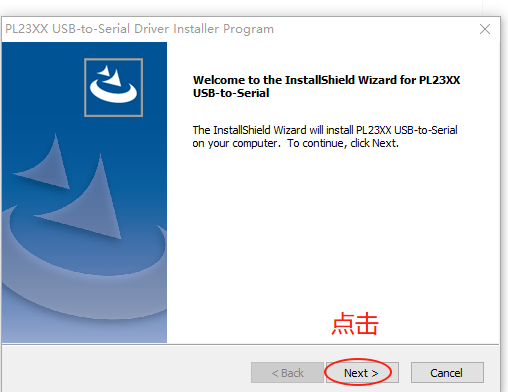 PL23XX USB-to-Serial Driver Installer Program
Welcome to the InstallShield Wizard for PL23XX
USB-to-Serial
The InstallShield Wizard will install PL23XX USB-to-Serial
on your computer.  To continue, click Next.
点击
< Back
Next >
Cancel